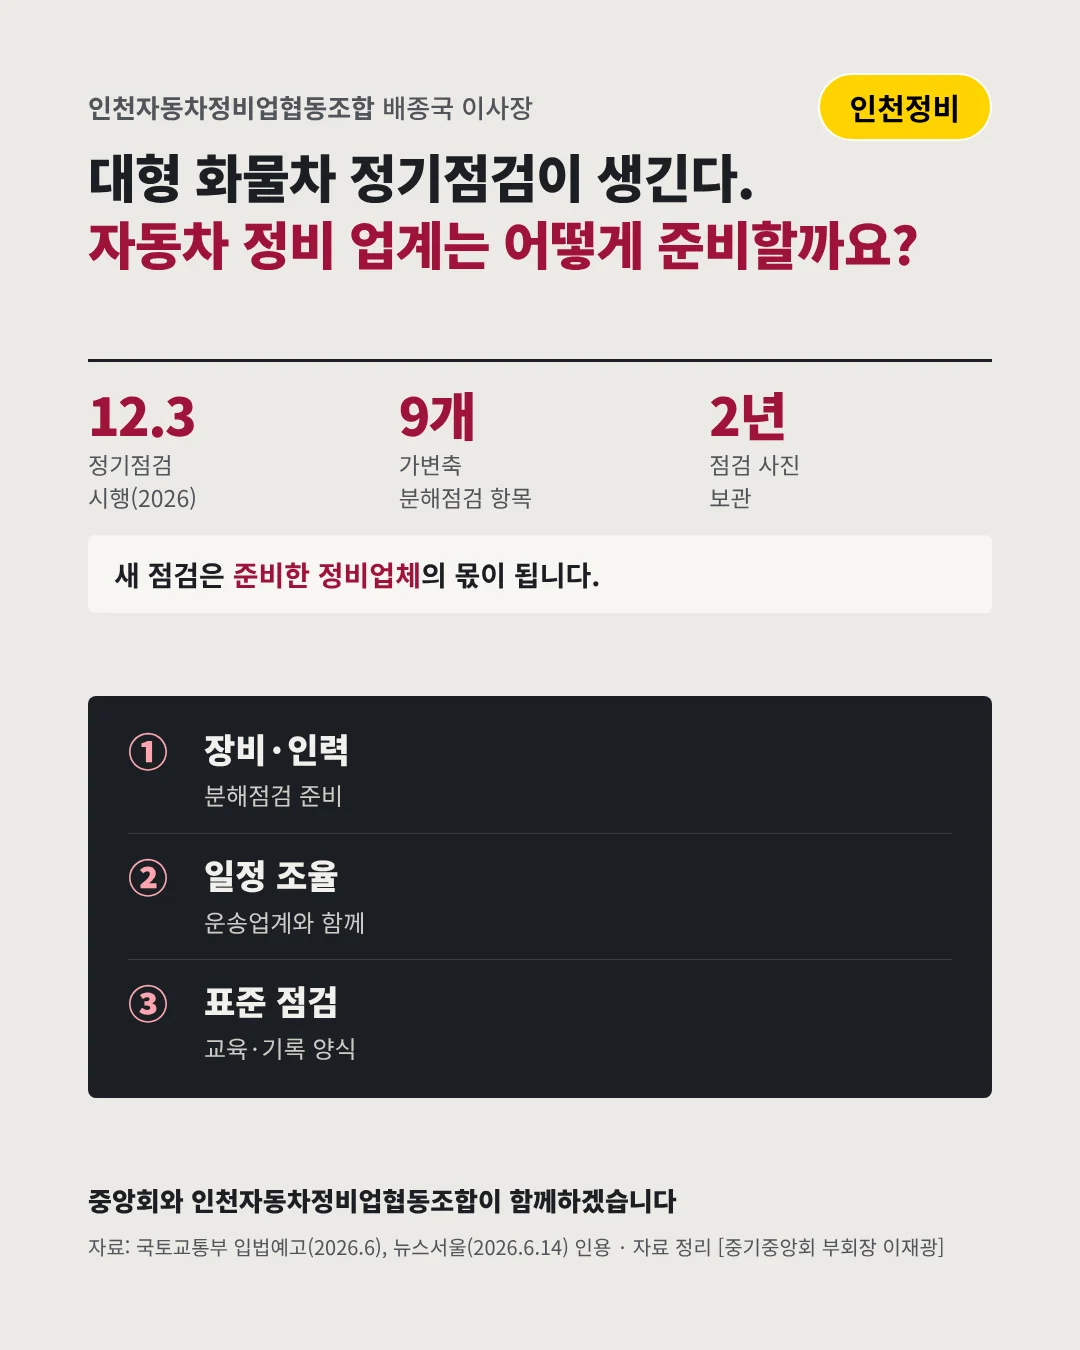 인천자동차정비업협동조합 배종국 이사장
인천정비
대형 화물차 정기점검이 생긴다.
자동차 정비 업계는 어떻게 준비할까요?
12.3
정기점검
시행(2026)
9개
가변축
분해점검 항목
2년
점검 사진
보관
새 점검은 준비한 정비업체의 몫이 됩니다.
① 장비·인력
분해점검 준비
② 일정 조율
운송업계와 함께
③ 표준 점검
교육·기록 양식
중앙회와 인천자동차정비업협동조합이 함께하겠습니다
자료: 국토교통부 입법예고(2026.6), 뉴스서울(2026.6.14) 인용 · 자료 정리 [중기중앙회 부회장 이재광]